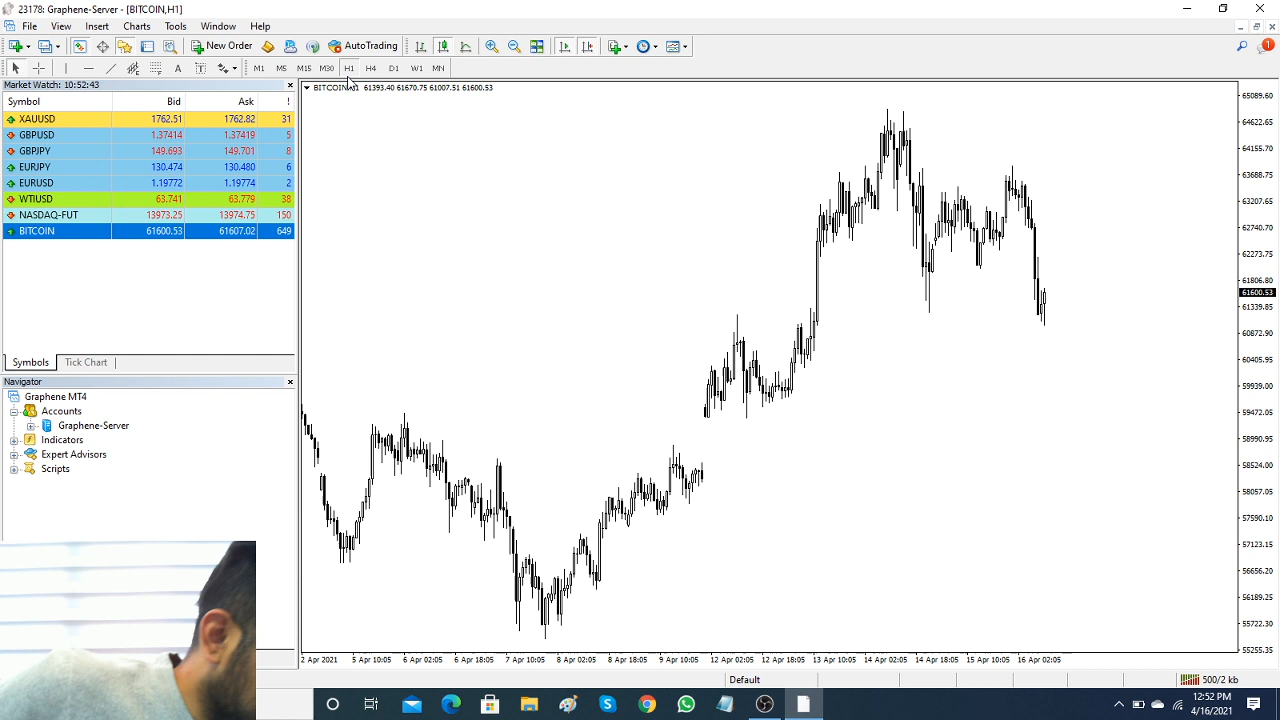 23178: Graphene-Server - [BITCOIN,H1]
File View Insert Charts Tools Window Help
New Order AutoTrading 1
A T M1 M5 M15 M30 H1 H4 D1 W1 MN
Market Watch: 10:52:43
Symbol Bid Ask !
XAUUSD 1762.51 1762.82 31
GBPUSD 1.37414 1.37419 5
GBPJPY 149.693 149.701 8
EURJPY 130.474 130.480 6
EURUSD 1.19772 1.19774 2
WTIUSD 63.741 63.779 38
NASDAQ-FUT 13973.25 13974.75 150
BITCOIN 61600.53 61607.02 649
Symbols Tick Chart
Navigator
Graphene MT4
Accounts
Graphene-Server
Indicators
Expert Advisors
Scripts
61393.40 61670.75 61007.51 61600.53
65089.60
64622.65
64155.70
63688.75
63207.65
62740.70
62273.75
61806.80
61600.53
61339.85
60872.90
60405.95
59939.00
59472.05
58990.95
58524.00
58057.05
57590.10
57123.15
56656.20
56189.25
55722.30
55255.35
2 Apr 2021 5 Apr 10:05 6 Apr 02:05 6 Apr 18:05 7 Apr 10:05 8 Apr 02:05 8 Apr 18:05 9 Apr 10:05 12 Apr 02:05 12 Apr 18:05 13 Apr 10:05 14 Apr 02:05 14 Apr 18:05 15 Apr 10:05 16 Apr 02:05
Default 500/2 kb
12:52 PM
4/16/2021